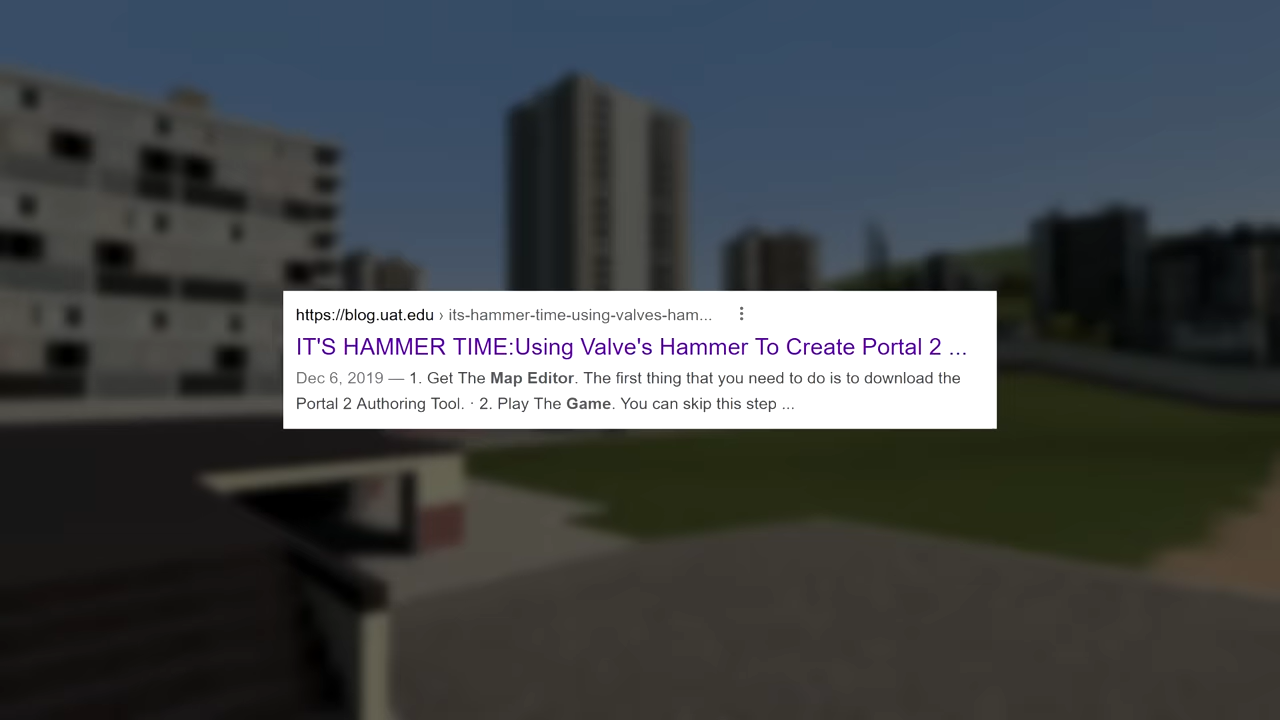 https://blog.uat.edu › its-hammer-time-using-valves-ham...
IT'S HAMMER TIME:Using Valve's Hammer To Create Portal 2 ...
Dec 6, 2019 — 1. Get The Map Editor. The first thing that you need to do is to download the
Portal 2 Authoring Tool. · 2. Play The Game. You can skip this step ...